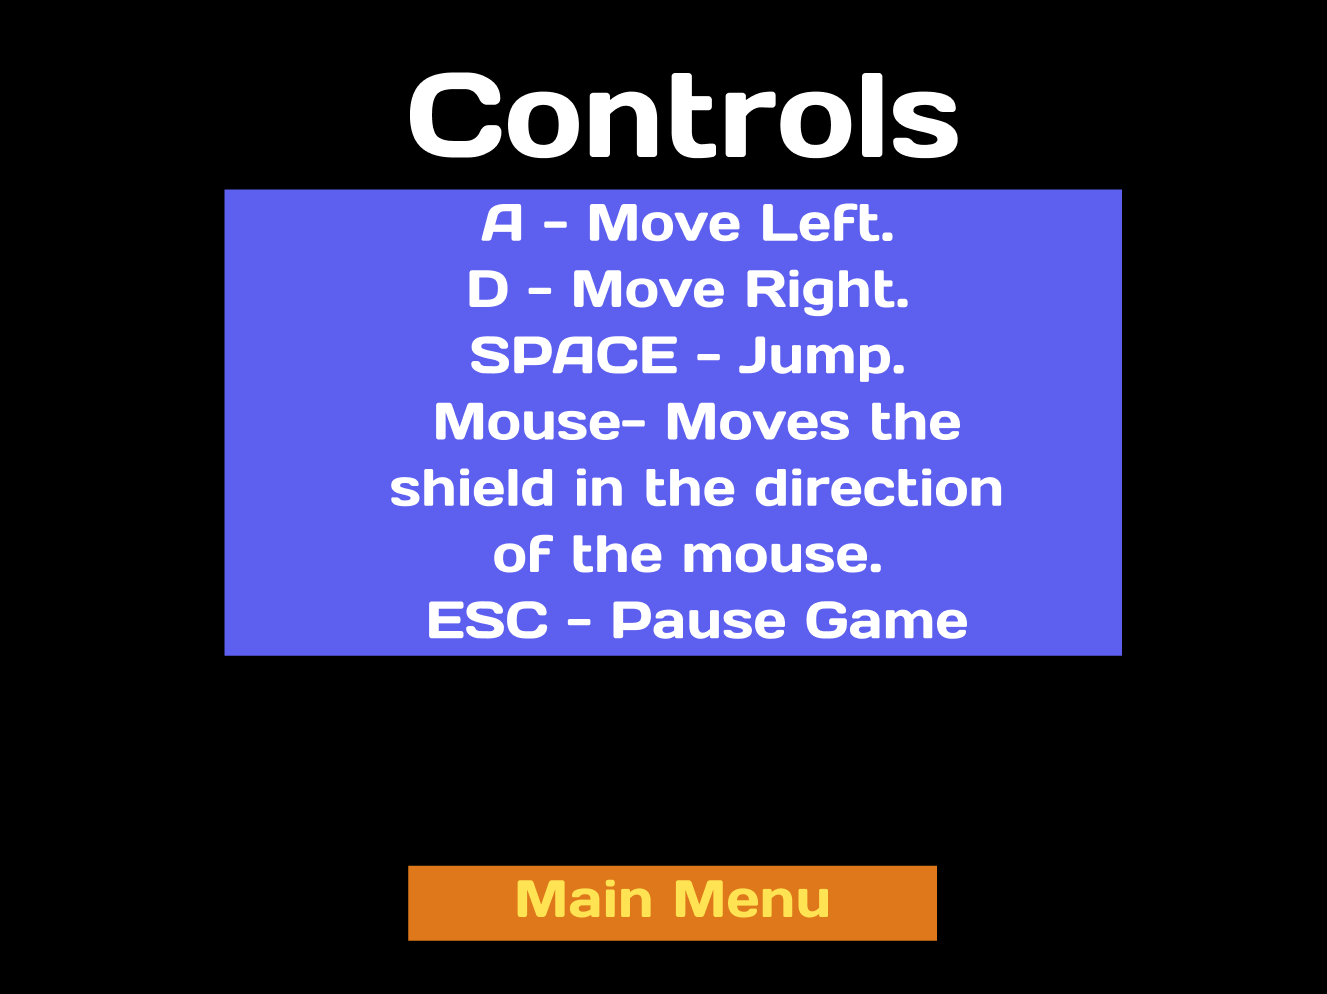 Controls
A - Move Left.
D - Move Right.
SPACE - Jump.
Mouse- Moves the
shield in the direction
of the mouse.
ESC - Pause Game
Main Menu